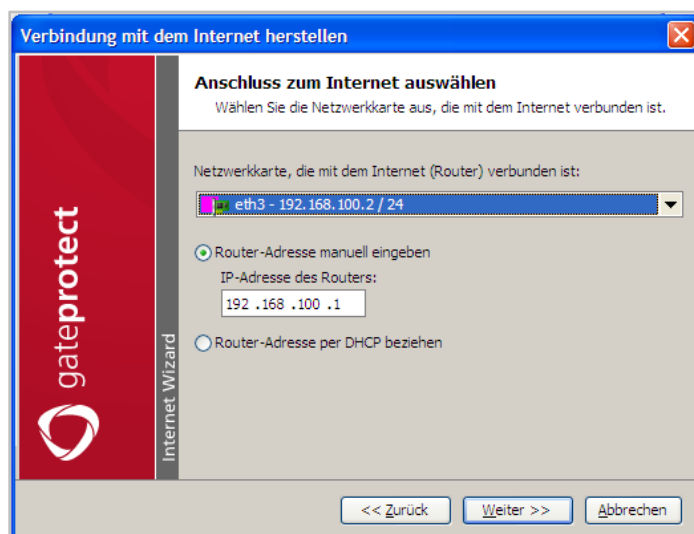 Verbindung mit dem Internet herstellen
Anschluss zum Internet auswählen
Wählen Sie die Netzwerkkarte aus, die mit dem Internet verbunden ist.
Netzwerkkarte, die mit dem Internet (Router) verbunden ist:
eth3 - 192.168.100.2 / 24
Router-Adresse manuell eingeben
IP-Adresse des Routers:
192 .168 .100 .1
Router-Adresse per DHCP beziehen
gateprotect
Internet Wizard
<< Zurück
Weiter >>
Abbrechen